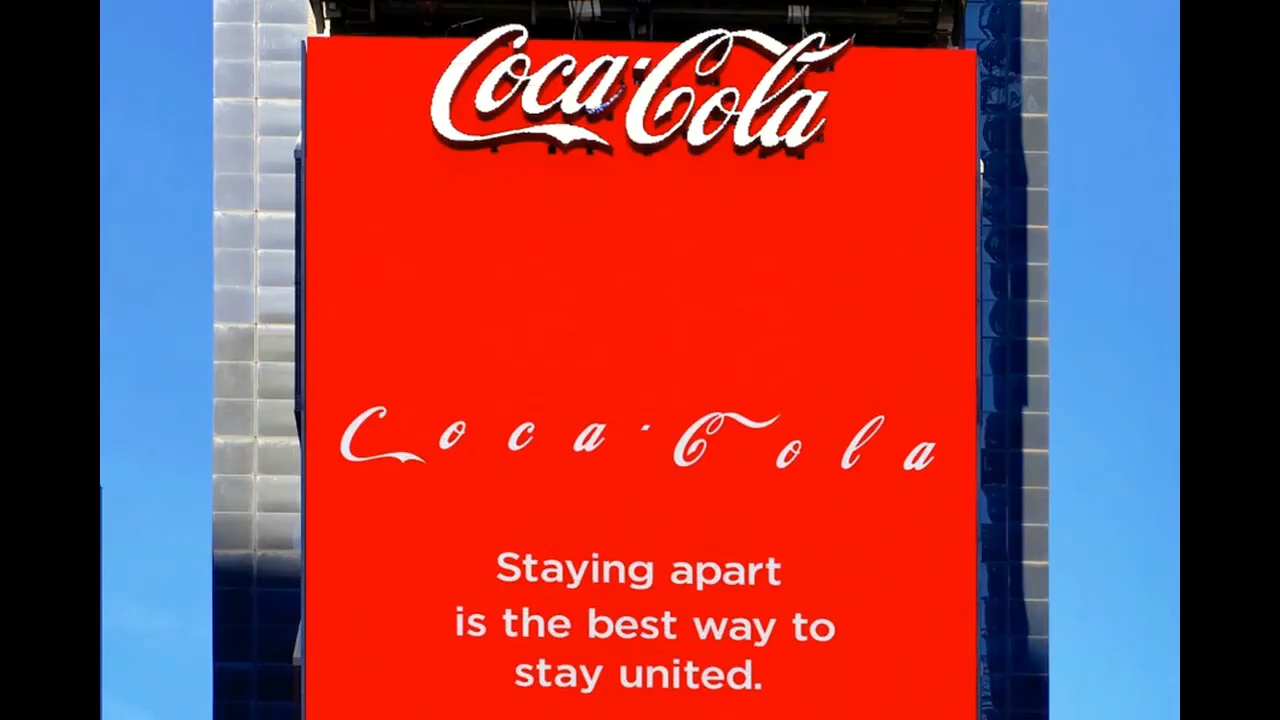 Coca-Cola
Coca-Cola
Staying apart
is the best way to
stay united.